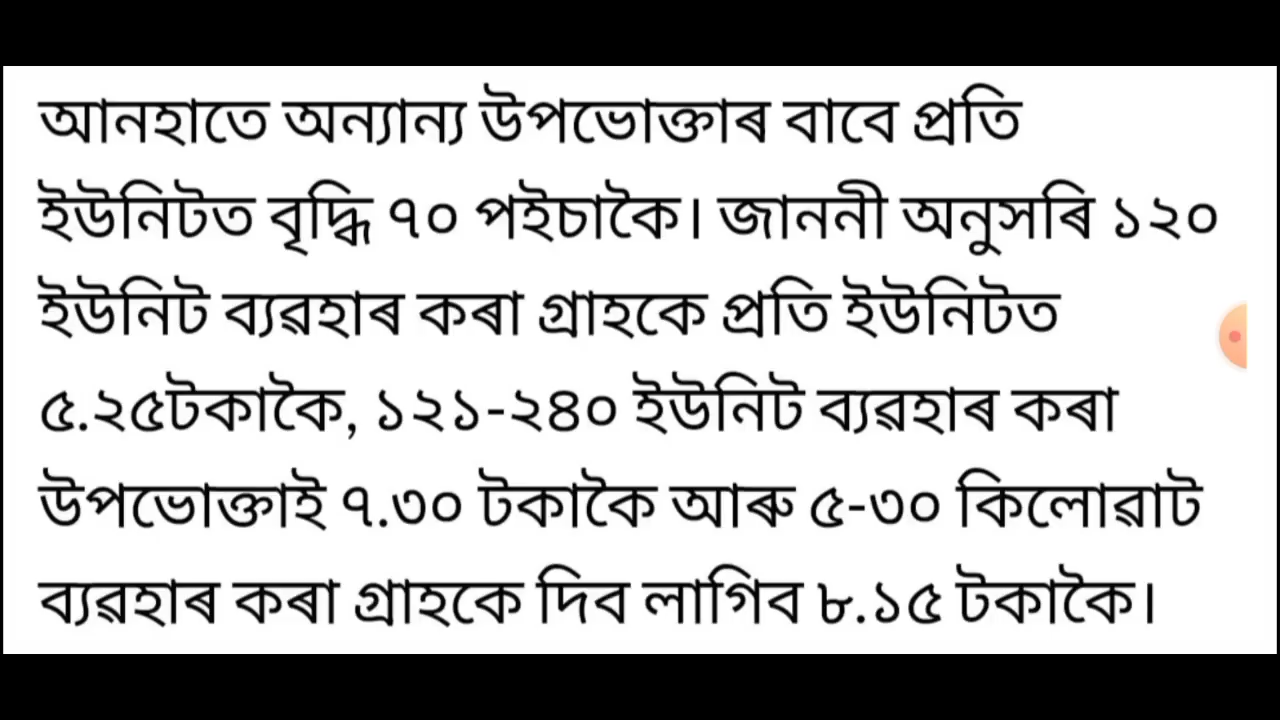 আনহাতে অন্যান্য উপভোক্তাৰ বাবে প্ৰতি
ইউনিটত বৃদ্ধি ৭০ পইচাকৈ। জাননী অনুসৰি ১২০
ইউনিট ব্যৱহাৰ কৰা গ্ৰাহকে প্ৰতি ইউনিটত
৫.২৫টকাকৈ, ১২১-২৪০ ইউনিট ব্যৱহাৰ কৰা
উপভোক্তাই ৭.৩০ টকাকৈ আৰু ৫-৩০ কিলোৱাট
ব্যৱহাৰ কৰা গ্ৰাহকে দিব লাগিব ৮.১৫ টকাকৈ।